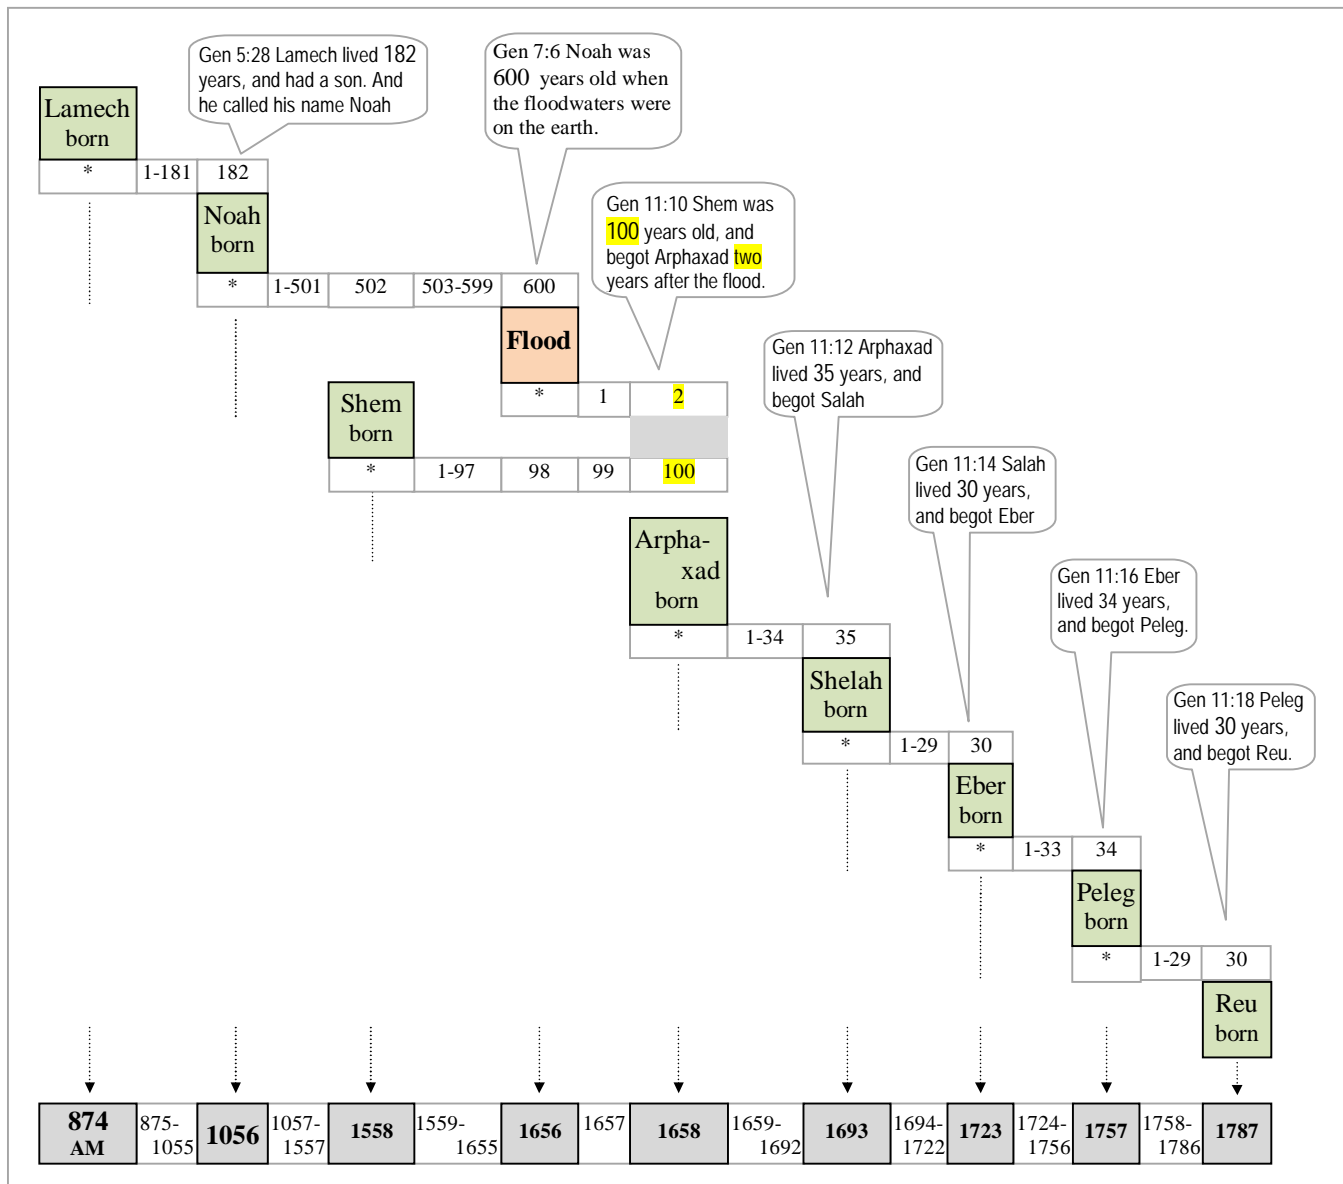 Gen 5:28 Lamech lived 182
years, and had a son. And
he called his name Noah
Gen 7:6 Noah was
600 years old when
the floodwaters were
on the earth.
Lamech
born
* 1-181 182
Noah
born
Gen 11:10 Shem was
100 years old, and
begot Arphaxad two
years after the flood.
* 1-501 502 503-599 600
Flood
Gen 11:12 Arphaxad
lived 35 years, and
begot Salah
* 1 2
Shem
born
* 1-97 98 99 100
Gen 11:14 Salah
lived 30 years,
and begot Eber
Arpha-
xad
born
Gen 11:16 Eber
lived 34 years,
and begot Peleg.
* 1-34 35
Shelah
born
Gen 11:18 Peleg
lived 30 years,
and begot Reu.
* 1-29 30
Eber
born
* 1-33 34
Peleg
born
* 1-29 30
Reu
born
874
AM
875-
1055
1056
1057-
1557
1558
1559-
1655
1656
1657
1658
1659-
1692
1693
1694-
1722
1723
1724-
1756
1757
1758-
1786
1787